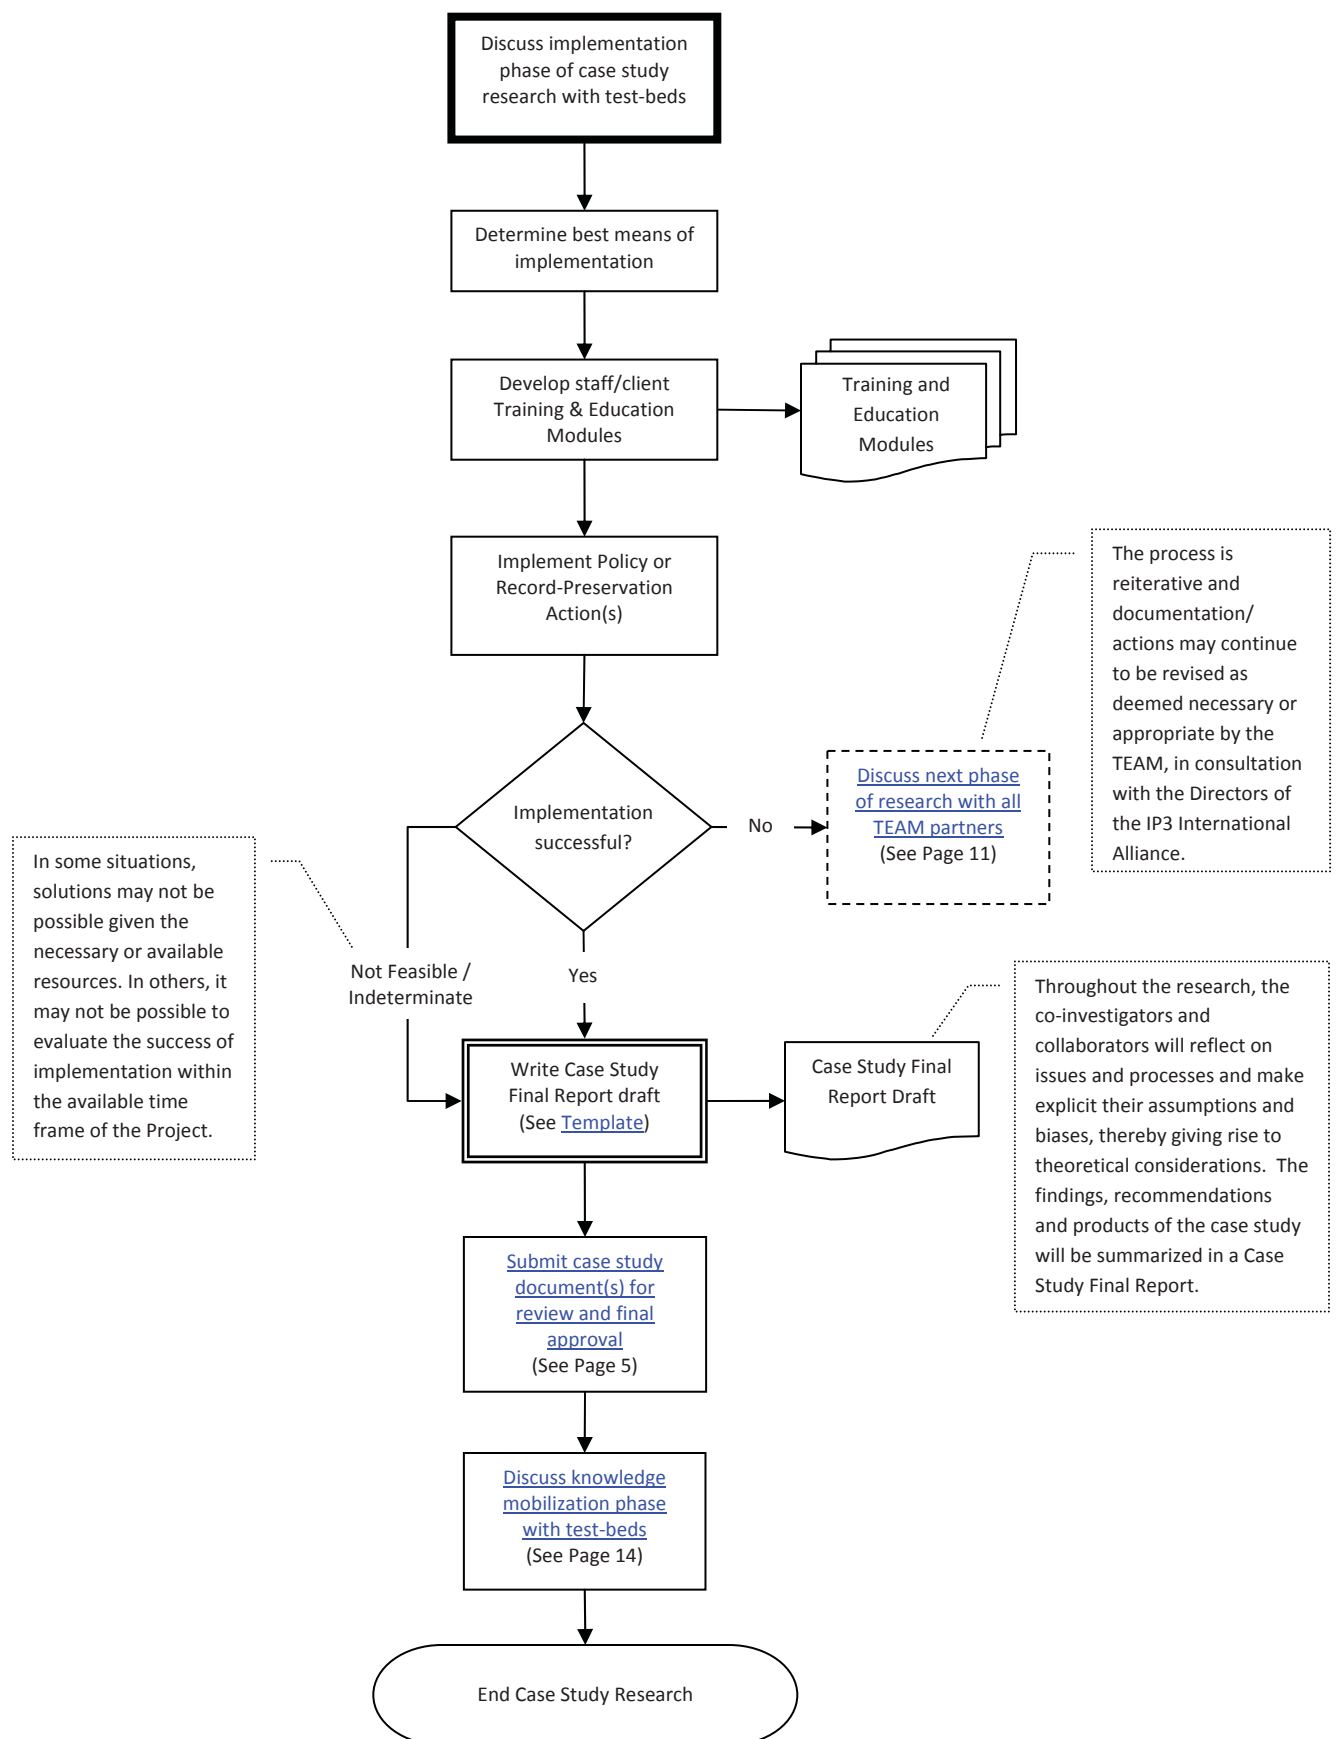 Discuss implementation
phase of case study
research with test-beds
Determine best means of
implementation
Develop staff/client
Training & Education
Modules
Training and
Education
Modules
Implement Policy or
Record-Preservation
Action(s)
The process is
reiterative and
documentation/
actions may continue
to be revised as
deemed necessary or
appropriate by the
TEAM, in consultation
with the Directors of
the IP3 International
Alliance.
Implementation
successful?
No
Discuss next phase
of research with all
TEAM partners
(See Page 11)
In some situations,
solutions may not be
possible given the
necessary or available
resources. In others, it
may not be possible to
evaluate the success of
implementation within
the available time
frame of the Project.
Not Feasible /
Indeterminate
Yes
Write Case Study
Final Report draft
(See Template)
Case Study Final
Report Draft
Throughout the research, the
co-investigators and
collaborators will reflect on
issues and processes and make
explicit their assumptions and
biases, thereby giving rise to
theoretical considerations.  The
findings, recommendations
and products of the case study
will be summarized in a Case
Study Final Report.
Submit case study
document(s) for
review and final
approval
(See Page 5)
Discuss knowledge
mobilization phase
with test-beds
(See Page 14)
End Case Study Research